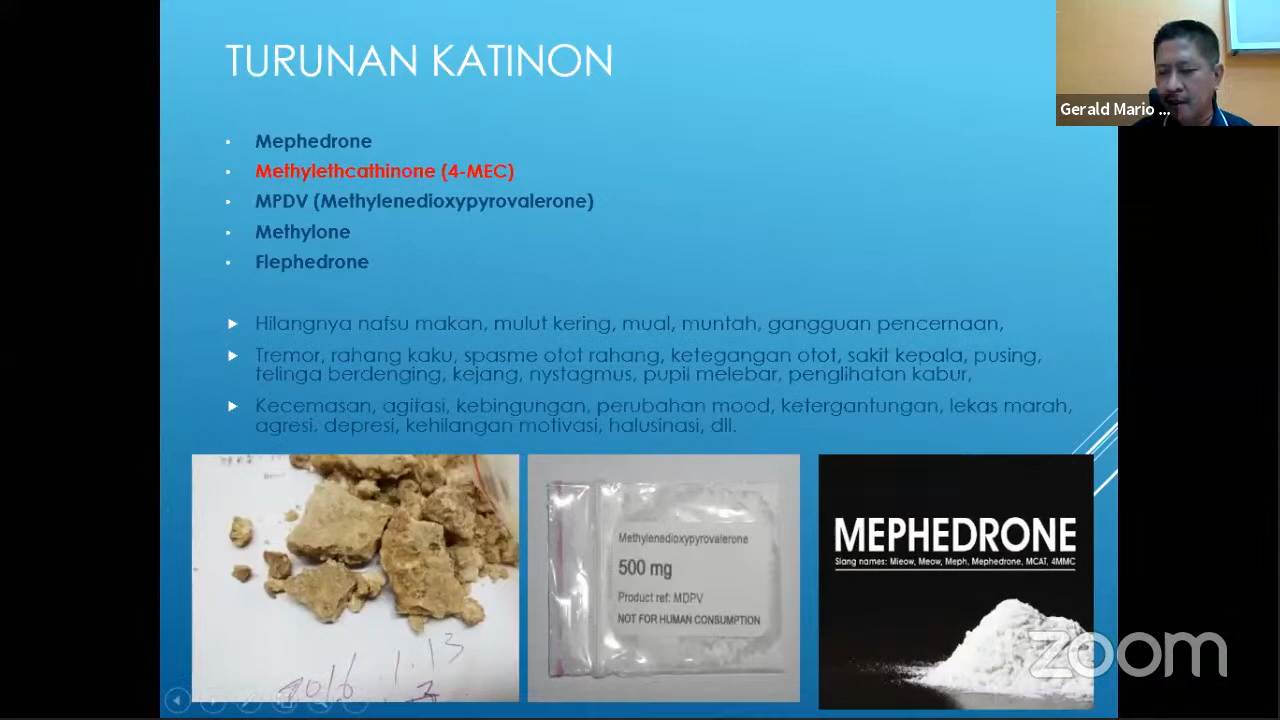 TURUNAN KATINON
Gerald Mario ...
• Mephedrone
• Methylethcathinone (4-MEC)
• MPDV (Methylenedioxypyrovalerone)
• Methylone
• Flephedrone
Hilangnya nafsu makan, mulut kering, mual, muntah, gangguan pencernaan,
Tremor, rahang kaku, spasme otot rahang, ketegangan otot, sakit kepala, pusing,
telinga berdenging, kejang, nystagmus, pupil melebar, penglihatan kabur,
Kecemasan, agitasi, kebingungan, perubahan mood, ketergantungan, lekas marah,
agresi, depresi, kehilangan motivasi, halusinasi, dll.
2016
Methylenedioxypyrovalerone
500 mg
Product ref: MDPV
NOT FOR HUMAN CONSUMPTION
MEPHEDRONE
Slang names: Mieow, Meow, Meph, Mephedrone, MCAT, 4MMC
zoom